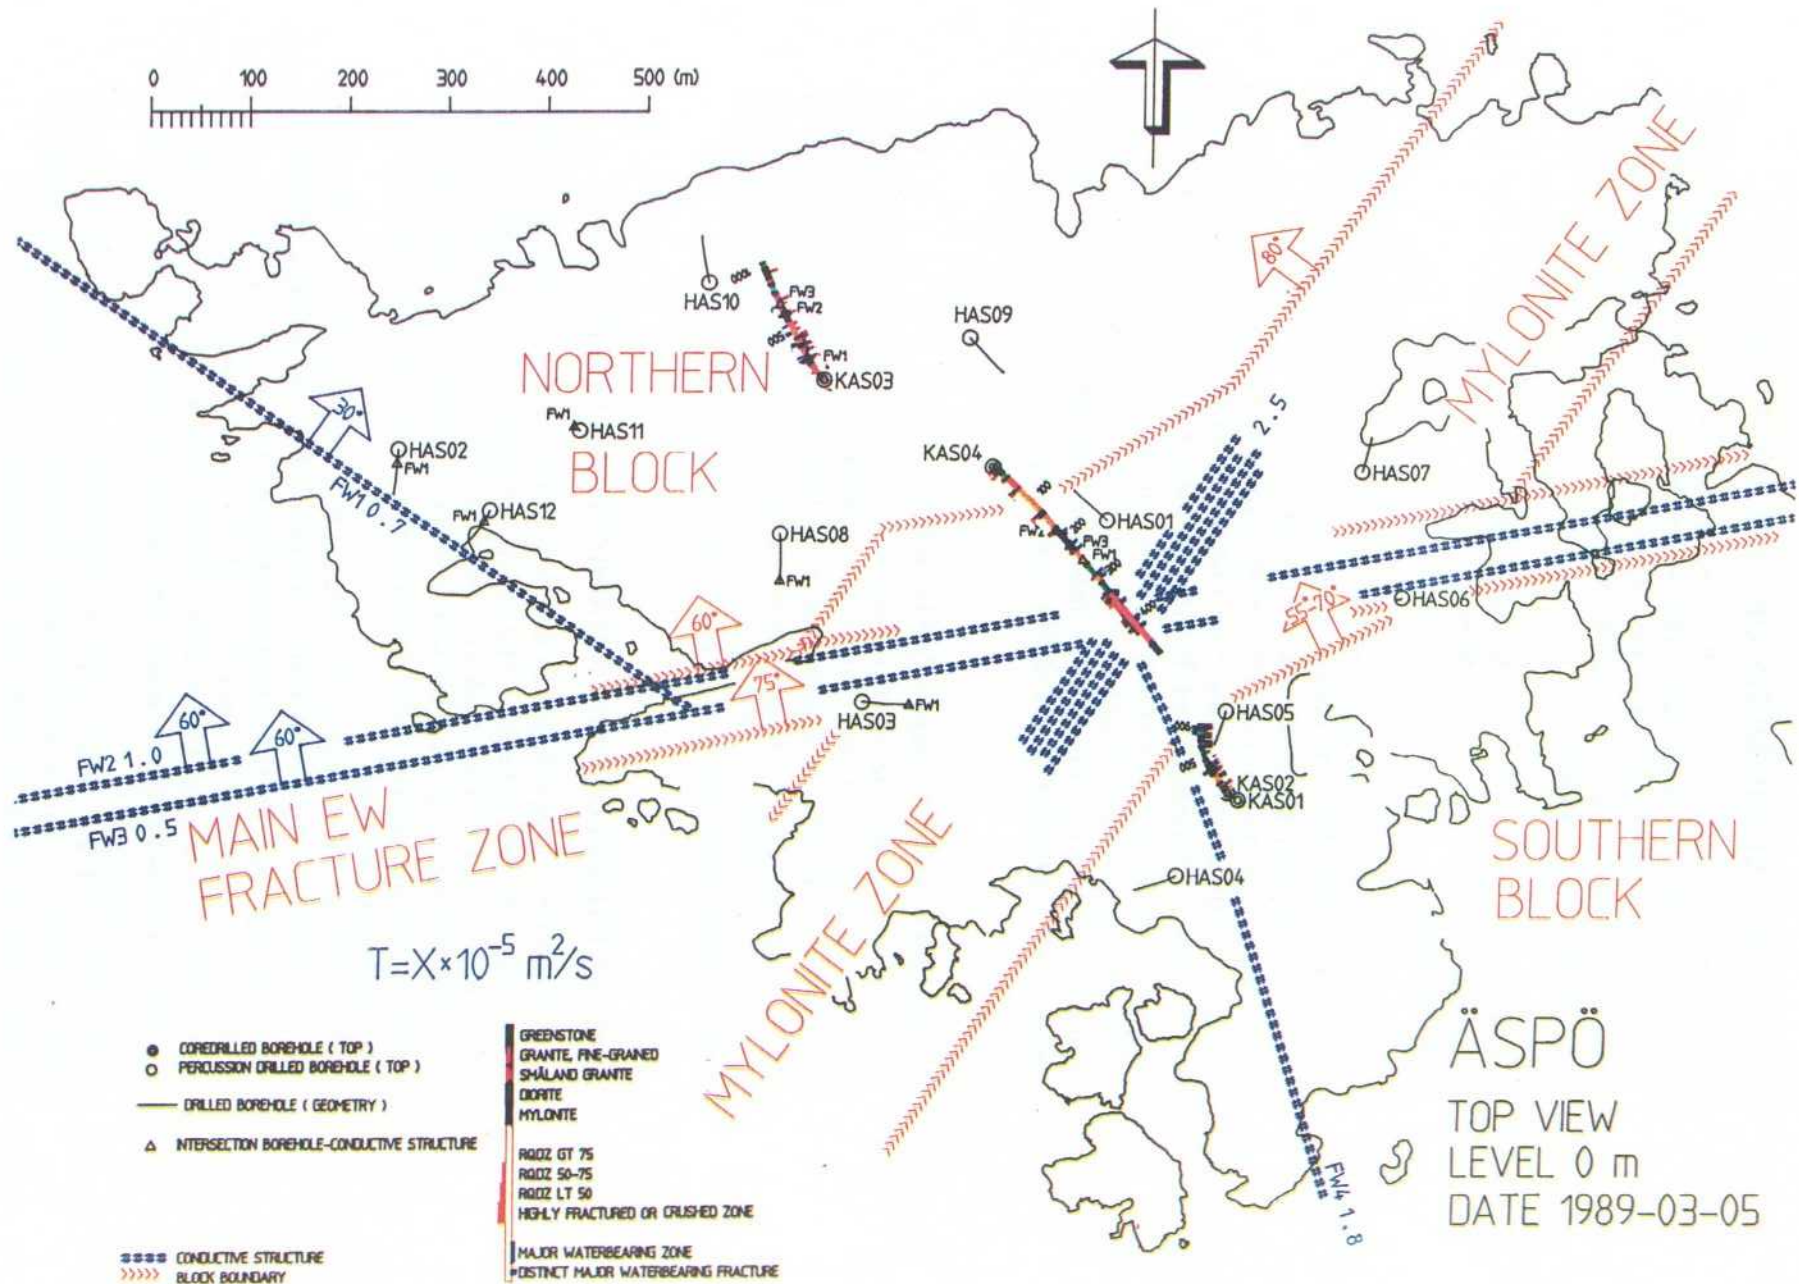 0 100 200 300 400 500 (m)
MYLONITE ZONE
80°
HAS10
1000
FW3
FW2
500
FW1
KAS03
HAS09
NORTHERN
BLOCK
30°
HAS02
FW1
FW1
HAS11
FW1 0.7
FW1
HAS12
HAS08
FW1
KAS04
100
200
FW3
FW1
HAS01
2.5
HAS07
HAS06
55-70°
60°
75°
HAS03
FW1
60°
60°
FW2 1.0
FW3 0.5
MAIN EW
FRACTURE ZONE
HAS05
500
KAS02
KAS01
HAS04
SOUTHERN
BLOCK
MYLONITE ZONE
T=X×10⁻⁵ m²/s
FW4 1.8
COREDRILLED BOREHOLE ( TOP )
PERCUSSION DRILLED BOREHOLE ( TOP )
DRILLED BOREHOLE ( GEOMETRY )
INTERSECTION BOREHOLE-CONDUCTIVE STRUCTURE
CONDUCTIVE STRUCTURE
BLOCK BOUNDARY
GREENSTONE
GRANITE, FINE-GRAINED
SMÅLAND GRANITE
DIORITE
MYLONITE
RQDZ GT 75
RQDZ 50-75
RQDZ LT 50
HIGHLY FRACTURED OR CRUSHED ZONE
MAJOR WATERBEARING ZONE
DISTINCT MAJOR WATERBEARING FRACTURE
ÄSPÖ
TOP VIEW
LEVEL 0 m
DATE 1989-03-05